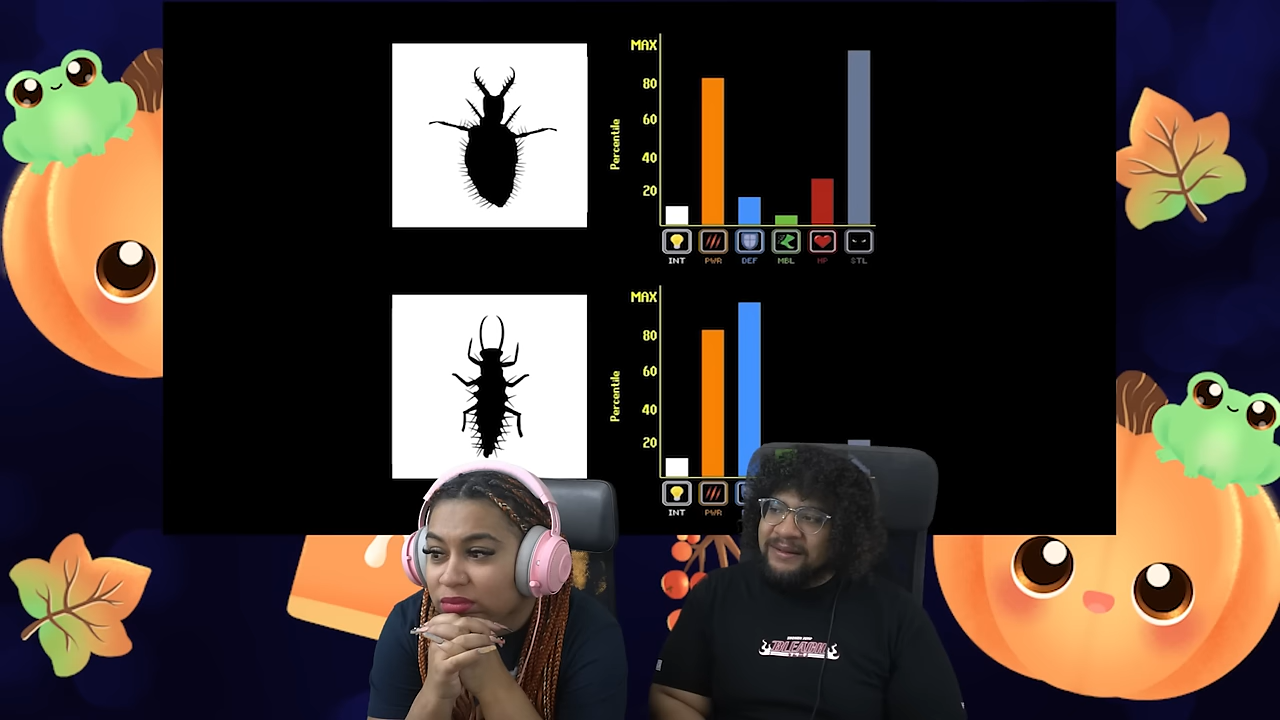 MAX
80
60
40
20
Percentile
INT PWR DEF MBL HP STL
MAX
80
60
40
20
Percentile
INT PWR
BLEACH